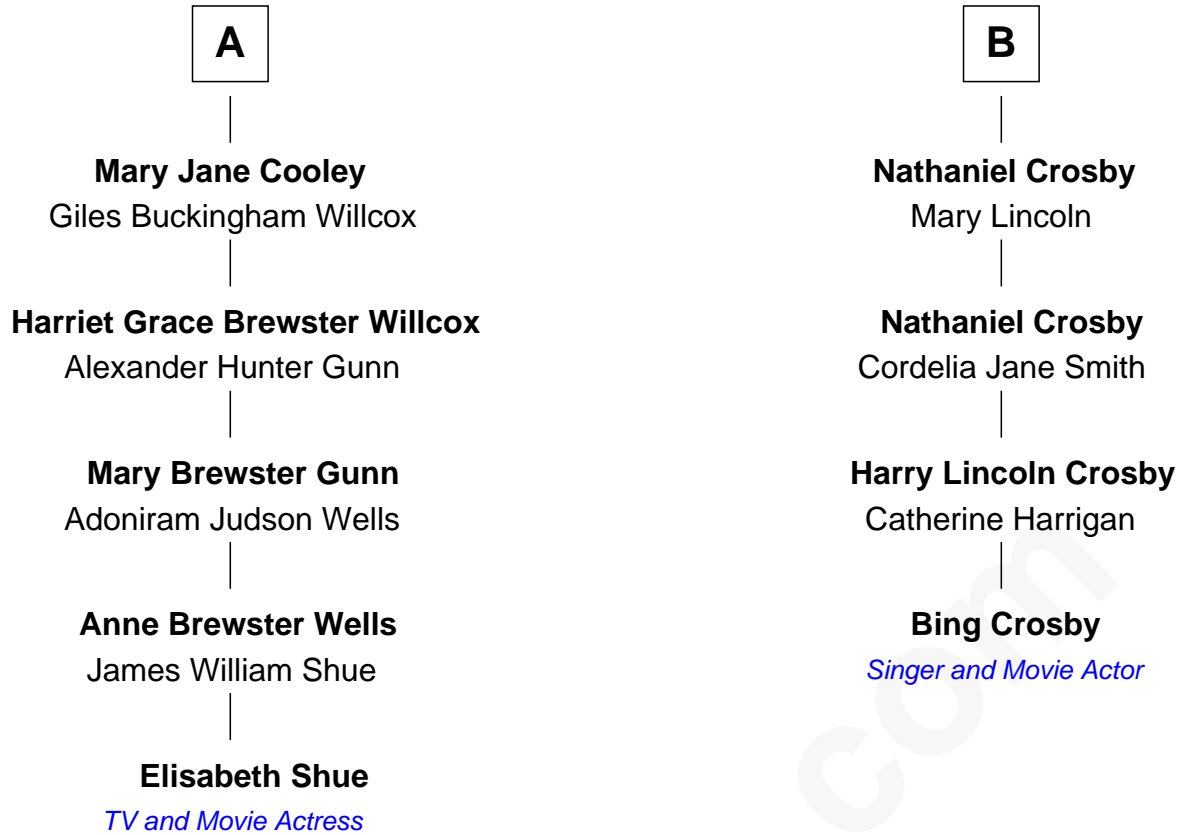 A
Mary Jane Cooley
Giles Buckingham Willcox
Harriet Grace Brewster Willcox
Alexander Hunter Gunn
Mary Brewster Gunn
Adoniram Judson Wells
Anne Brewster Wells
James William Shue
Elisabeth Shue
TV and Movie Actress
B
Nathaniel Crosby
Mary Lincoln
Nathaniel Crosby
Cordelia Jane Smith
Harry Lincoln Crosby
Catherine Harrigan
Bing Crosby
Singer and Movie Actor
com